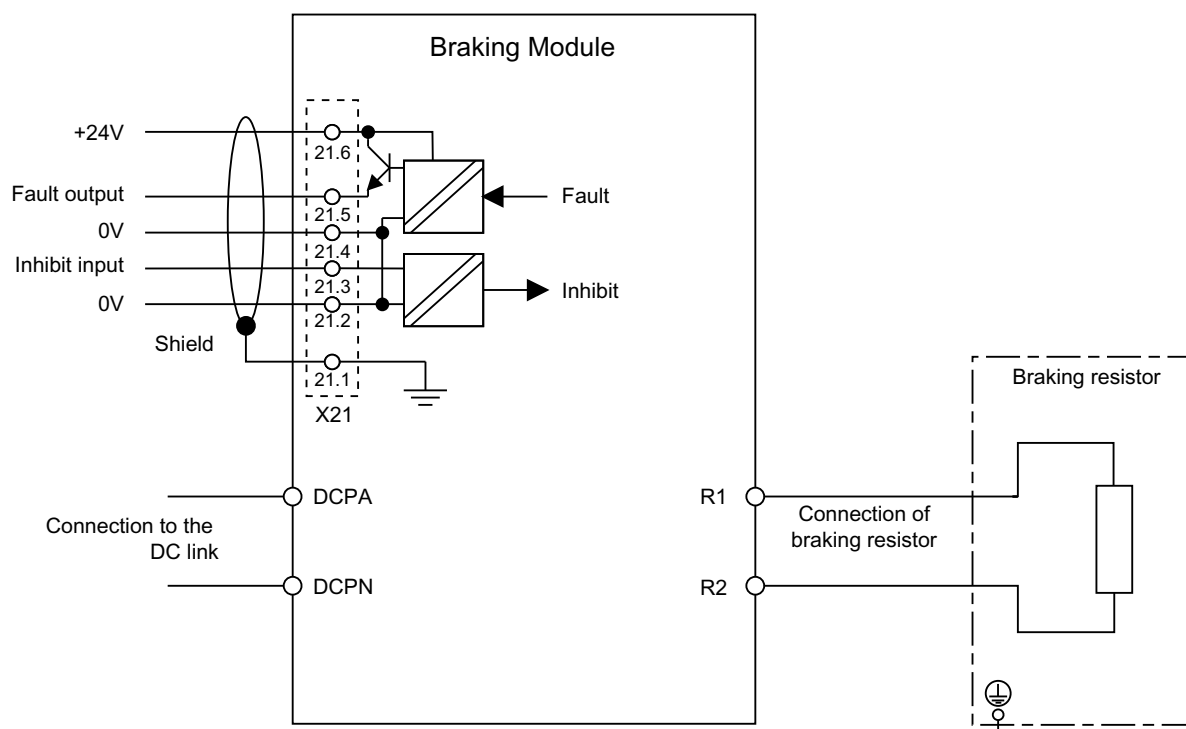 Braking Module
+24V
21.6
Fault output
21.5
Fault
0V
21.4
Inhibit input
21.3
Inhibit
0V
21.2
Shield
21.1
X21
Braking resistor
DCPA
R1
Connection to the
DC link
Connection of
braking resistor
DCPN
R2